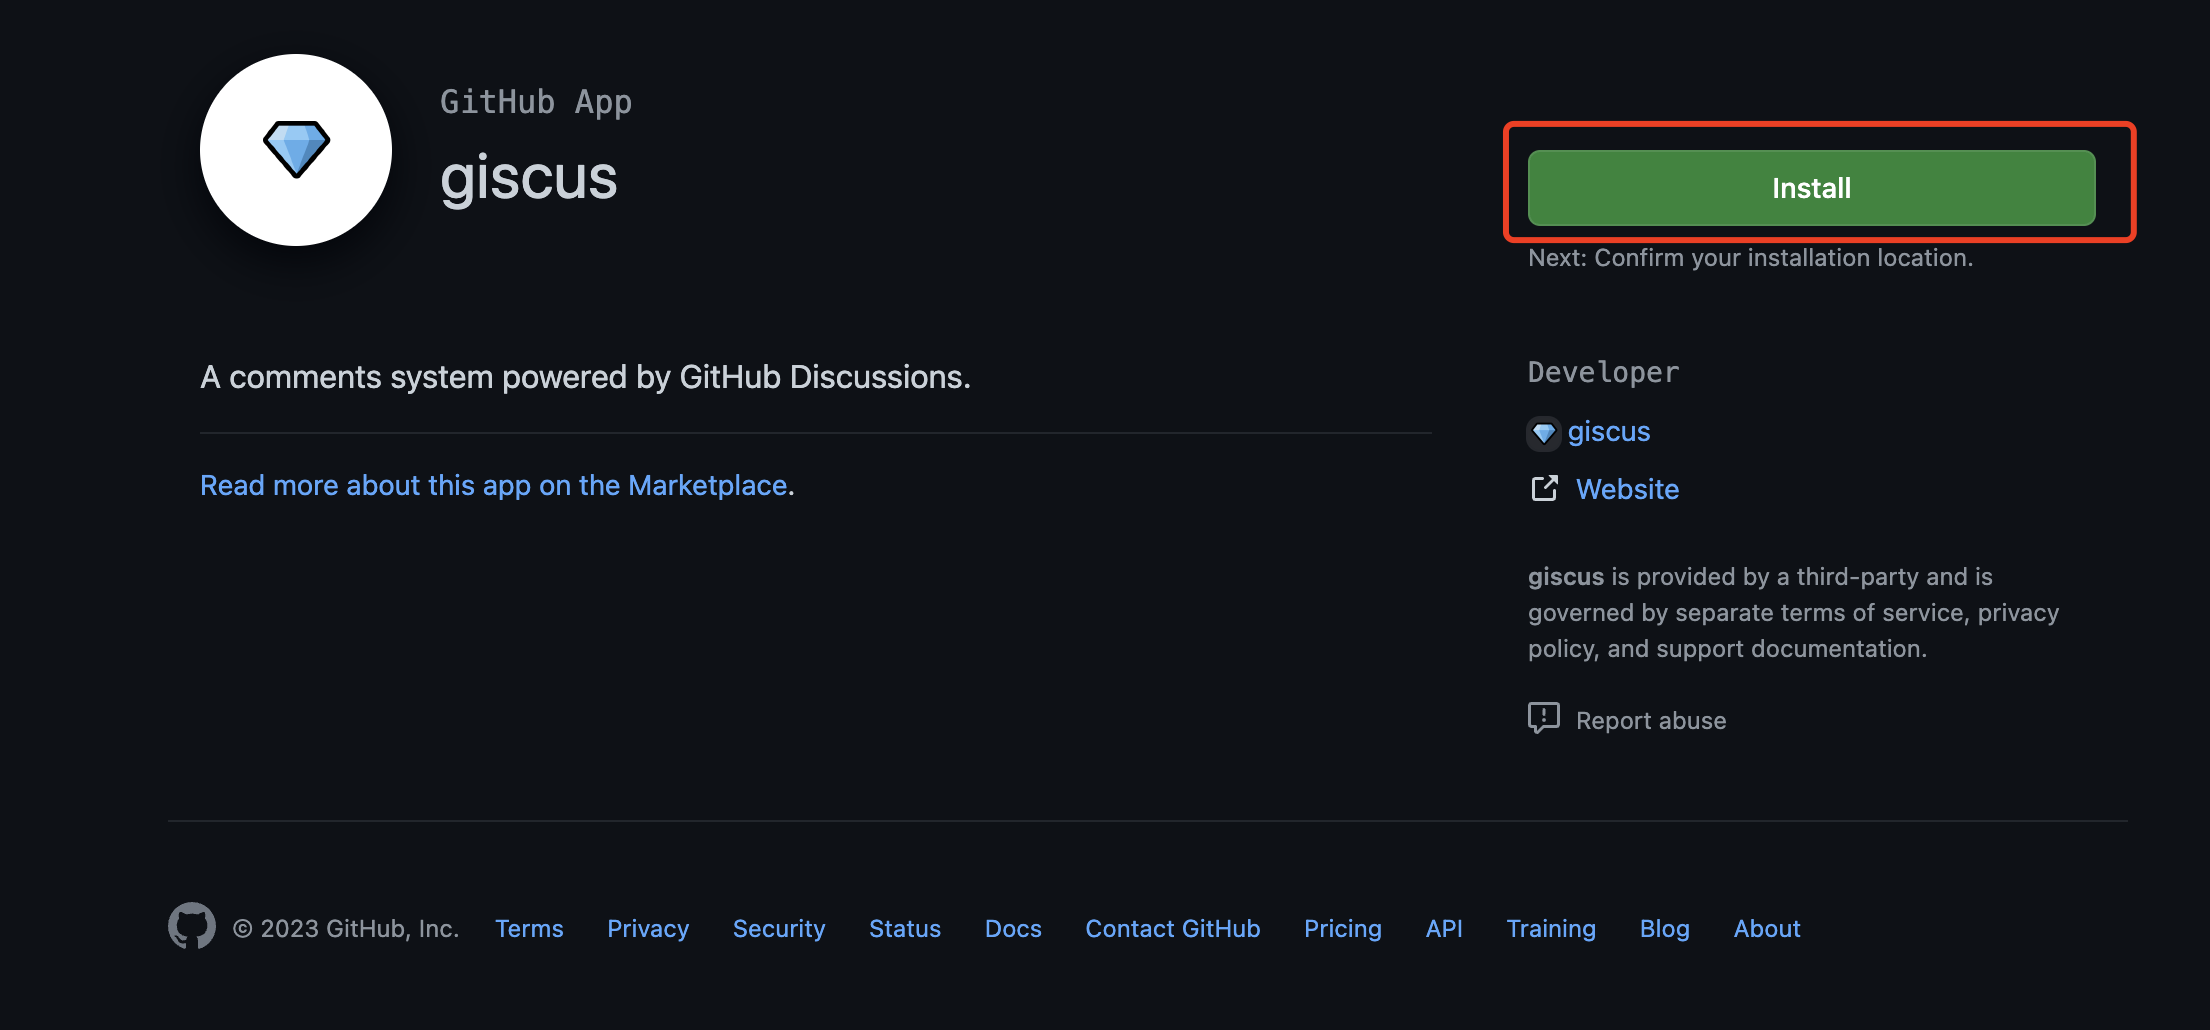 GitHub App
giscus
Install
Next: Confirm your installation location.
A comments system powered by GitHub Discussions.
Read more about this app on the Marketplace.
Developer
giscus
Website
giscus is provided by a third-party and is
governed by separate terms of service, privacy
policy, and support documentation.
Report abuse
© 2023 GitHub, Inc. Terms Privacy Security Status Docs Contact GitHub Pricing API Training Blog About